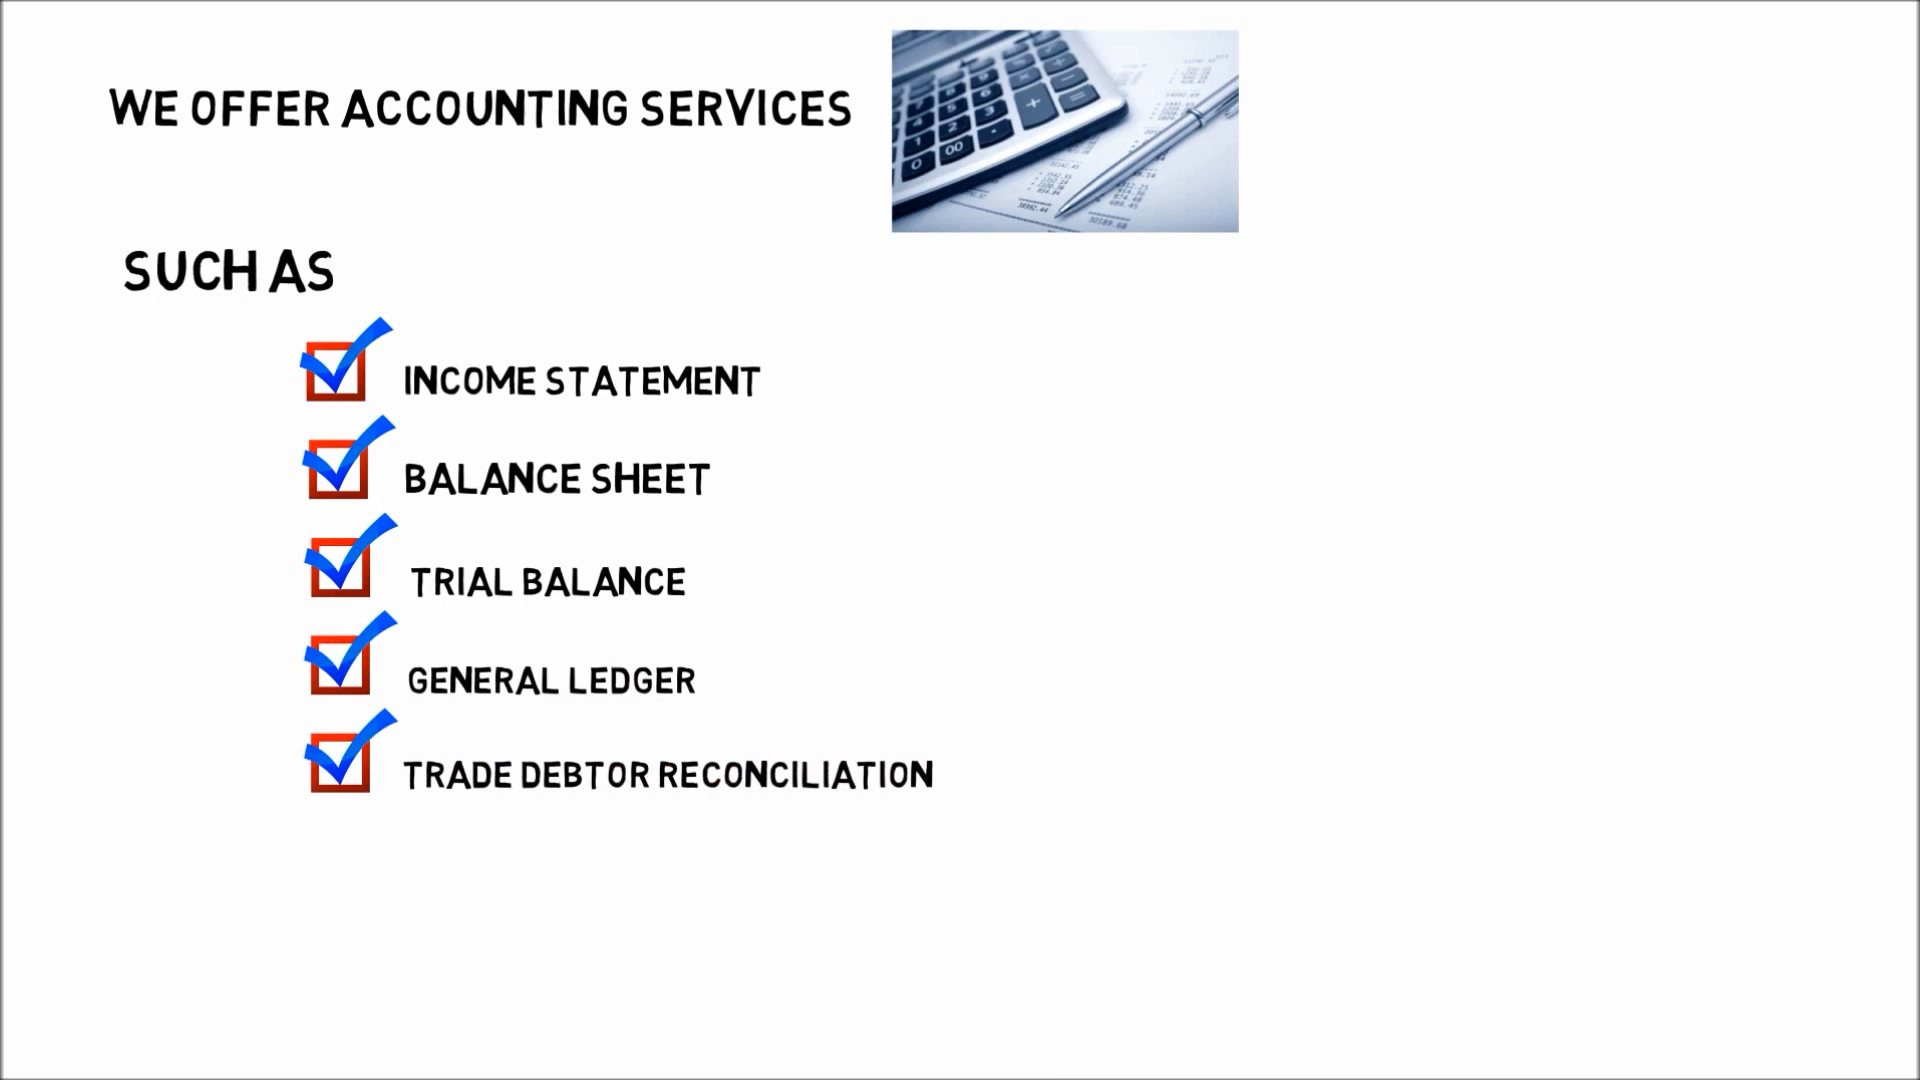 WE OFFER ACCOUNTING SERVICES
SUCH AS
INCOME STATEMENT
BALANCE SHEET
TRIAL BALANCE
GENERAL LEDGER
TRADE DEBTOR RECONCILIATION